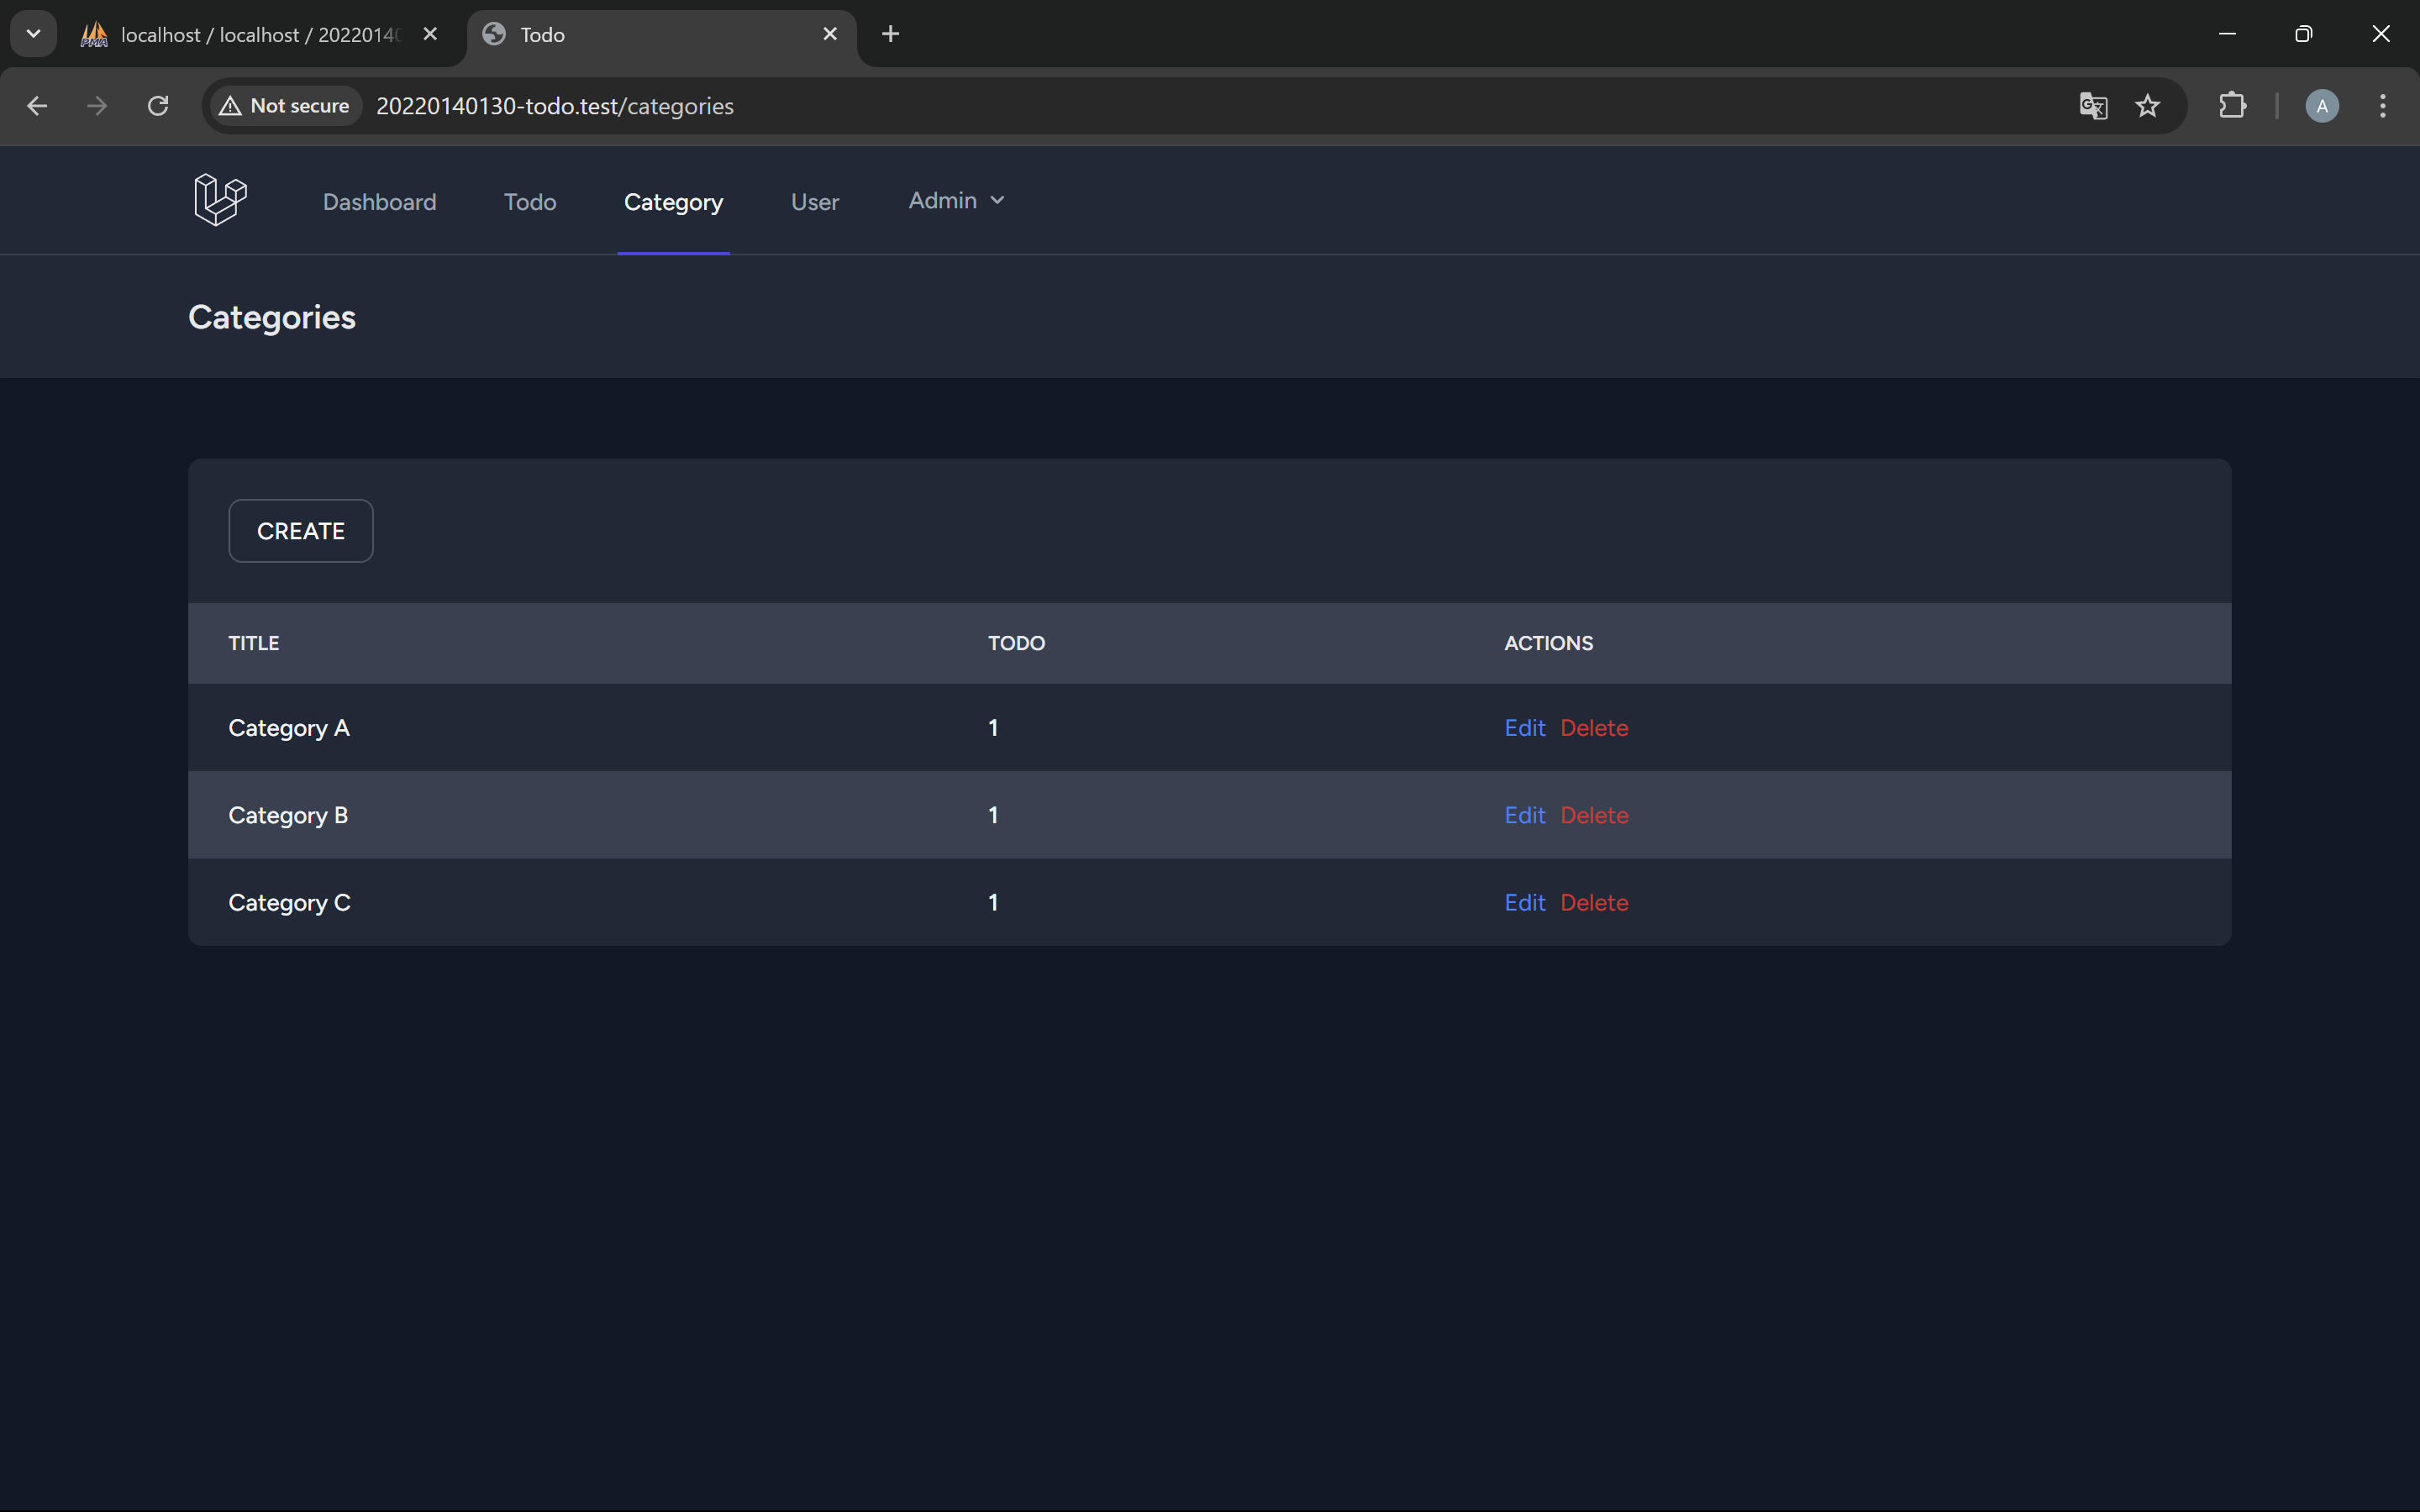 localhost / localhost / 2022014
Todo
Not secure
20220140130-todo.test/categories
A
Dashboard Todo Category User Admin
Categories
CREATE
TITLE TODO ACTIONS
Category A 1 Edit Delete
Category B 1 Edit Delete
Category C 1 Edit Delete